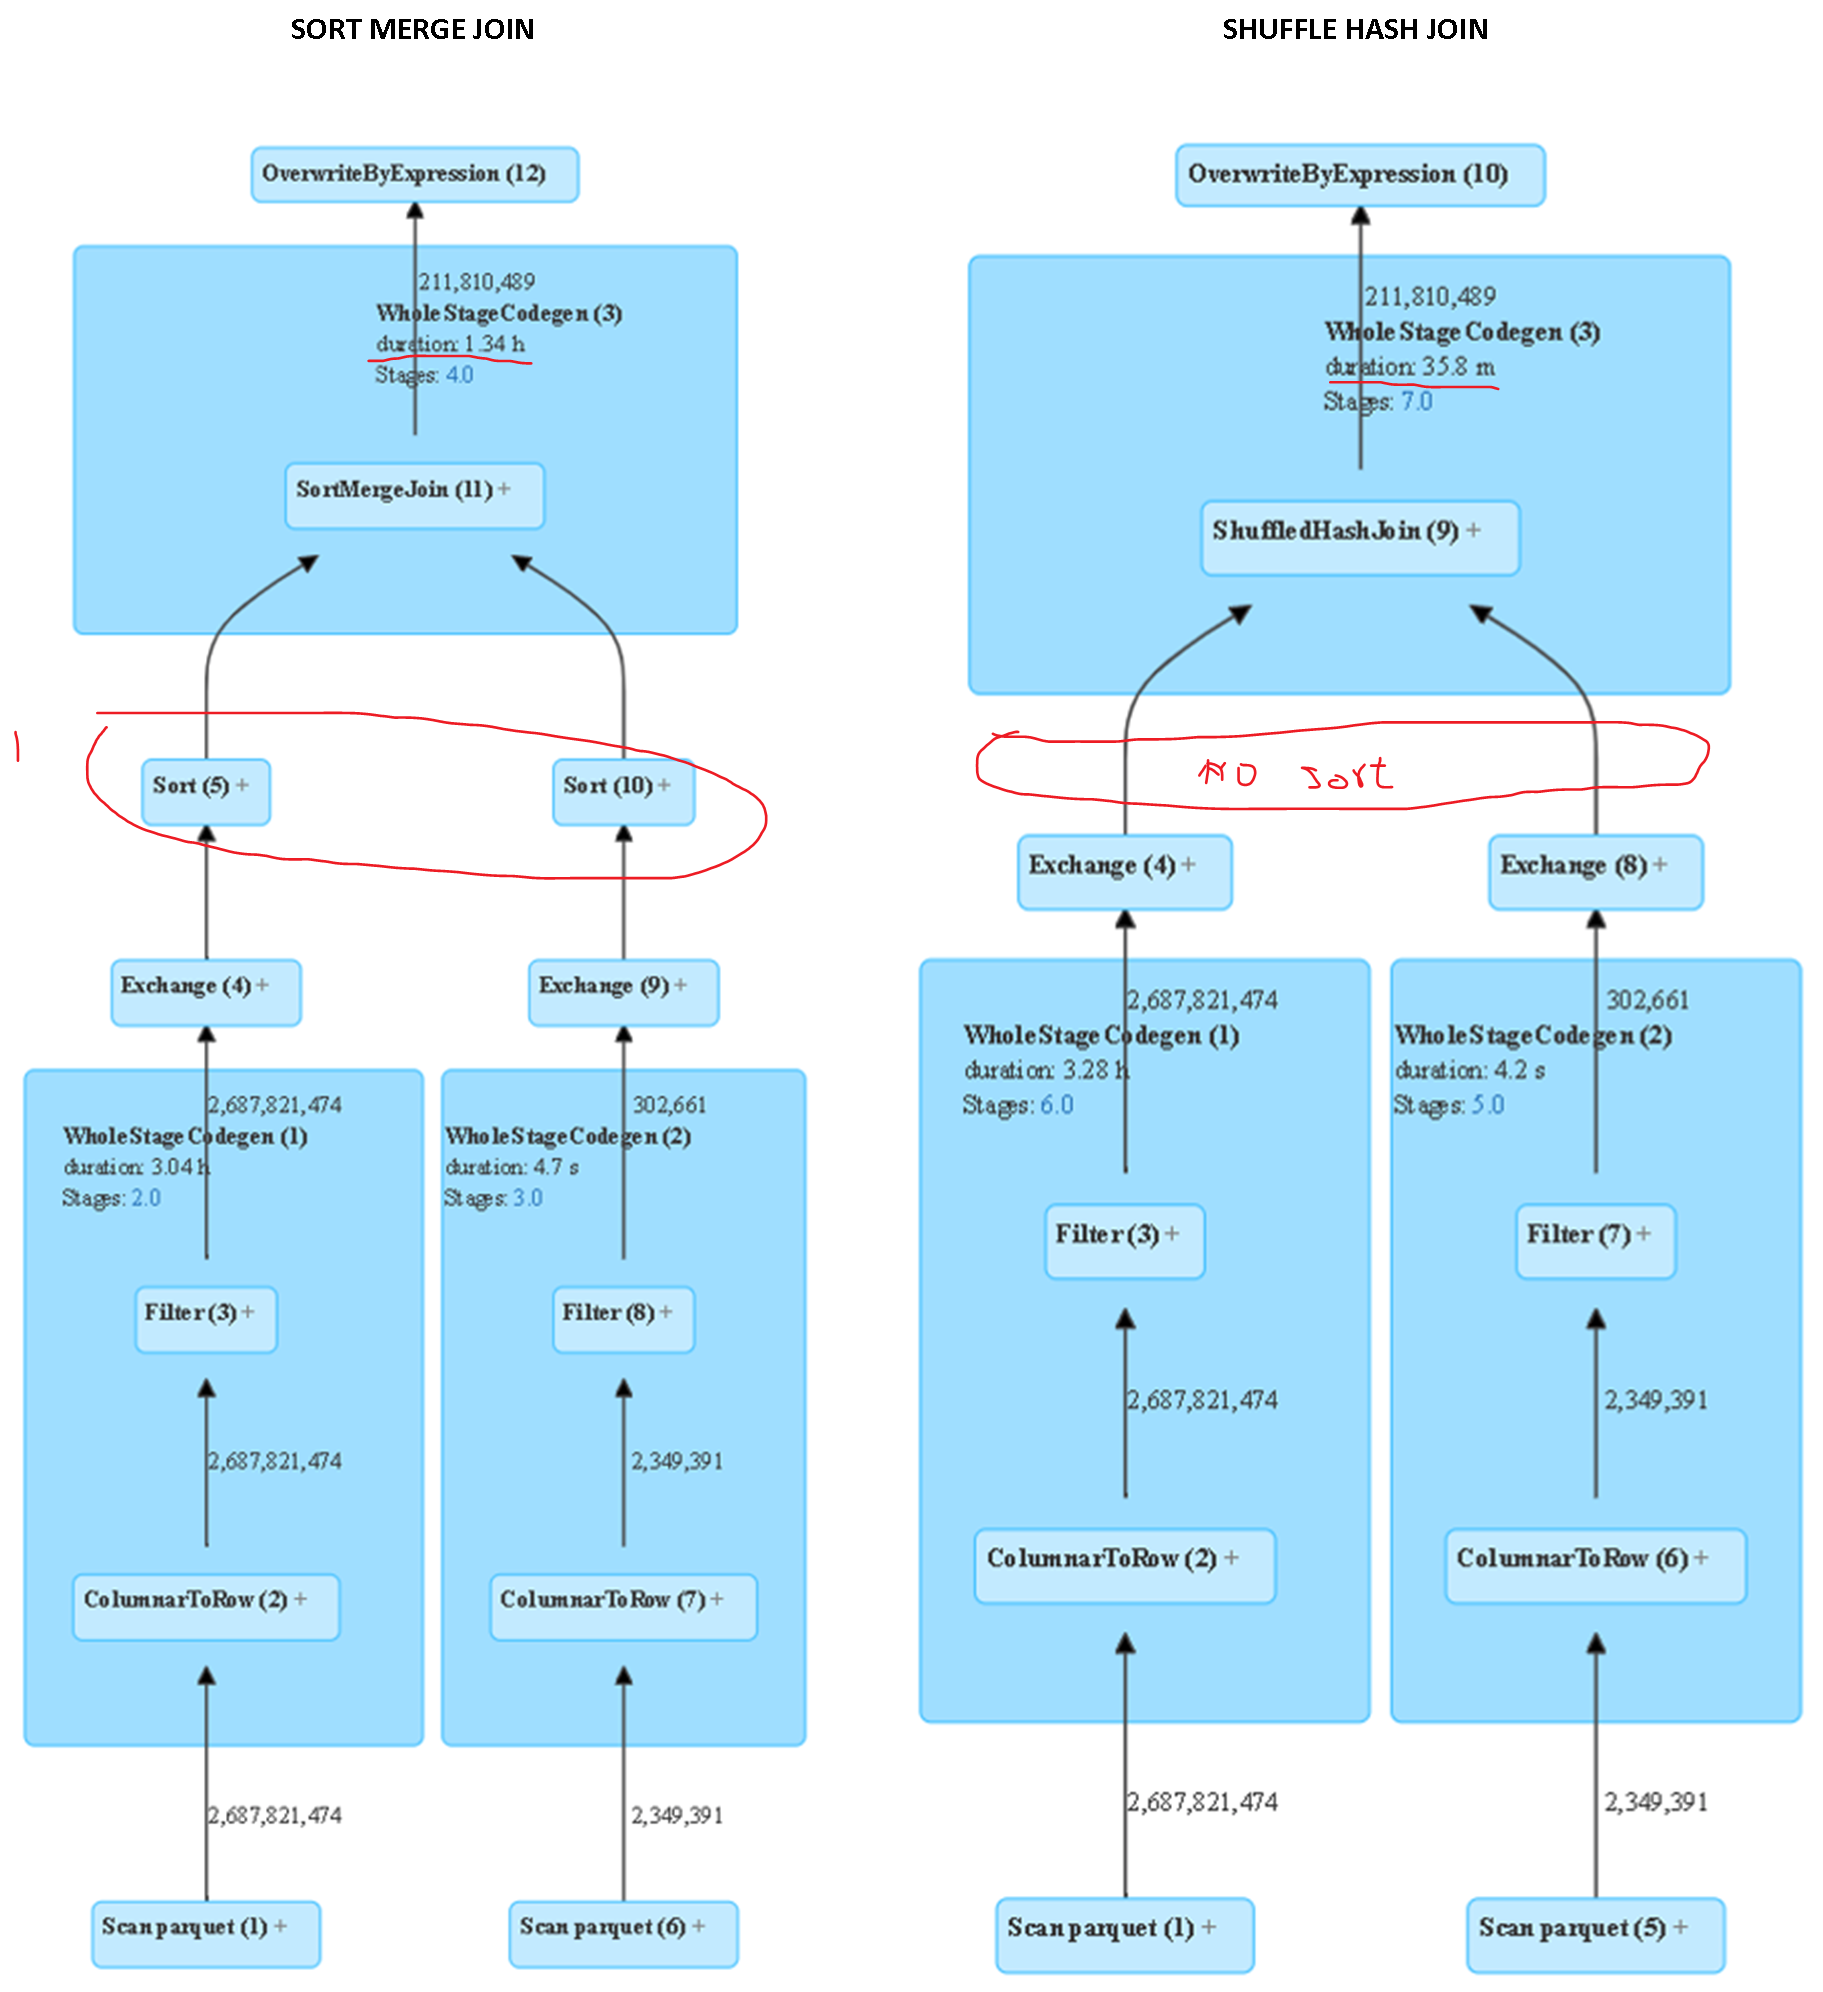 SORT MERGE JOIN
OverwriteByExpression (12)
211,810,489
WholeStageCodegen (3)
duration: 1.34 h
Stages: 4.0
SortMergeJoin (11) +
Sort (5) +
Sort (10) +
Exchange (4) +
Exchange (9) +
2,687,821,474
WholeStageCodegen (1)
duration: 3.04 h
Stages: 2.0
302,661
WholeStageCodegen (2)
duration: 4.7 s
Stages: 3.0
Filter (3) +
Filter (8) +
2,687,821,474
2,349,391
ColumnarToRow (2) +
ColumnarToRow (7) +
2,687,821,474
2,349,391
Scan parquet (1) +
Scan parquet (6) +
SHUFFLE HASH JOIN
OverwriteByExpression (10)
211,810,489
WholeStageCodegen (3)
duration: 35.8 m
Stages: 7.0
ShuffledHashJoin (9) +
NO sort
Exchange (4) +
Exchange (8) +
2,687,821,474
WholeStageCodegen (1)
duration: 3.28 h
Stages: 6.0
302,661
WholeStageCodegen (2)
duration: 4.2 s
Stages: 5.0
Filter (3) +
Filter (7) +
2,687,821,474
2,349,391
ColumnarToRow (2) +
ColumnarToRow (6) +
2,687,821,474
2,349,391
Scan parquet (1) +
Scan parquet (5) +